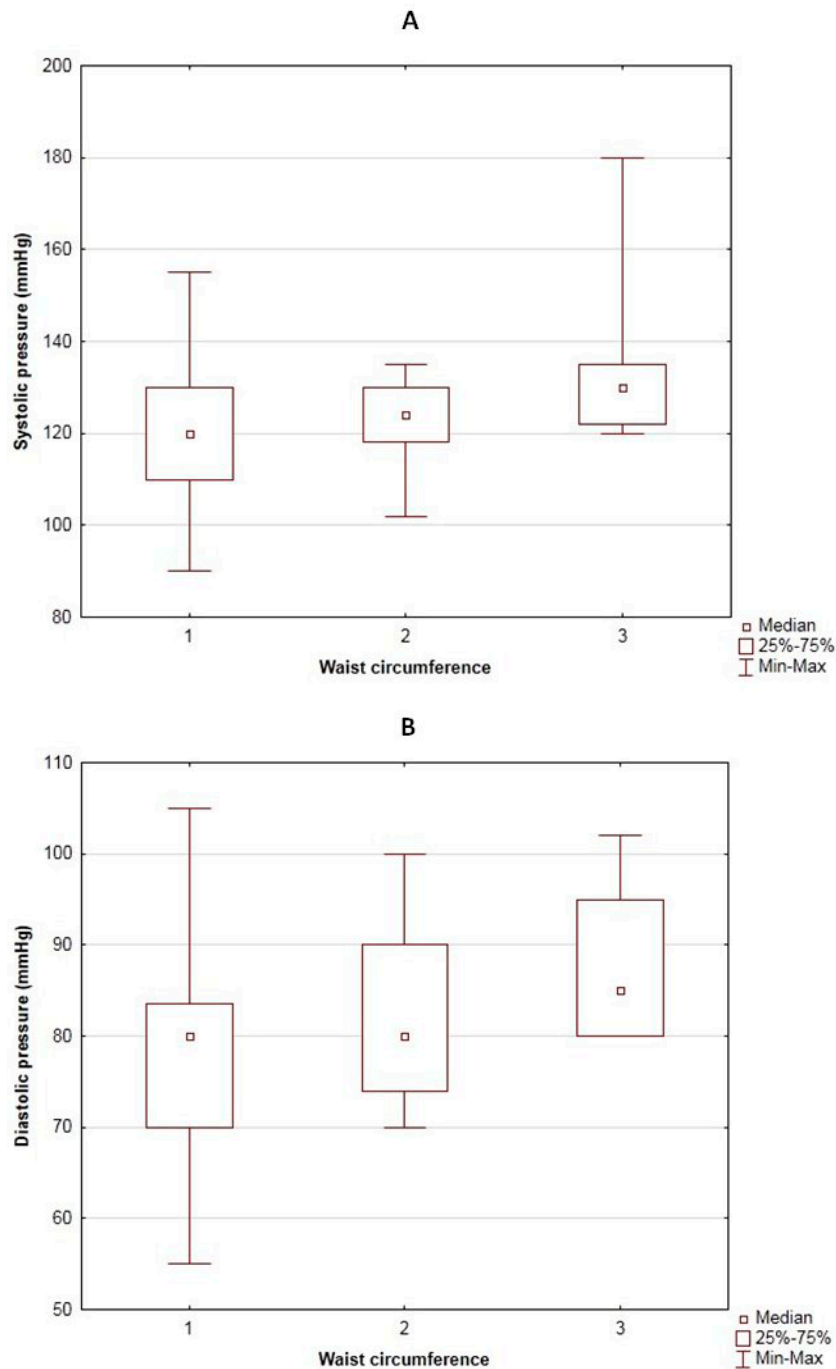 A
200
180
160
140
120
100
80
Systolic pressure (mmHg)
1 2 3
Waist circumference
Median
25%-75%
Min-Max
B
110
100
90
80
70
60
50
Diastolic pressure (mmHg)
1 2 3
Waist circumference
Median
25%-75%
Min-Max